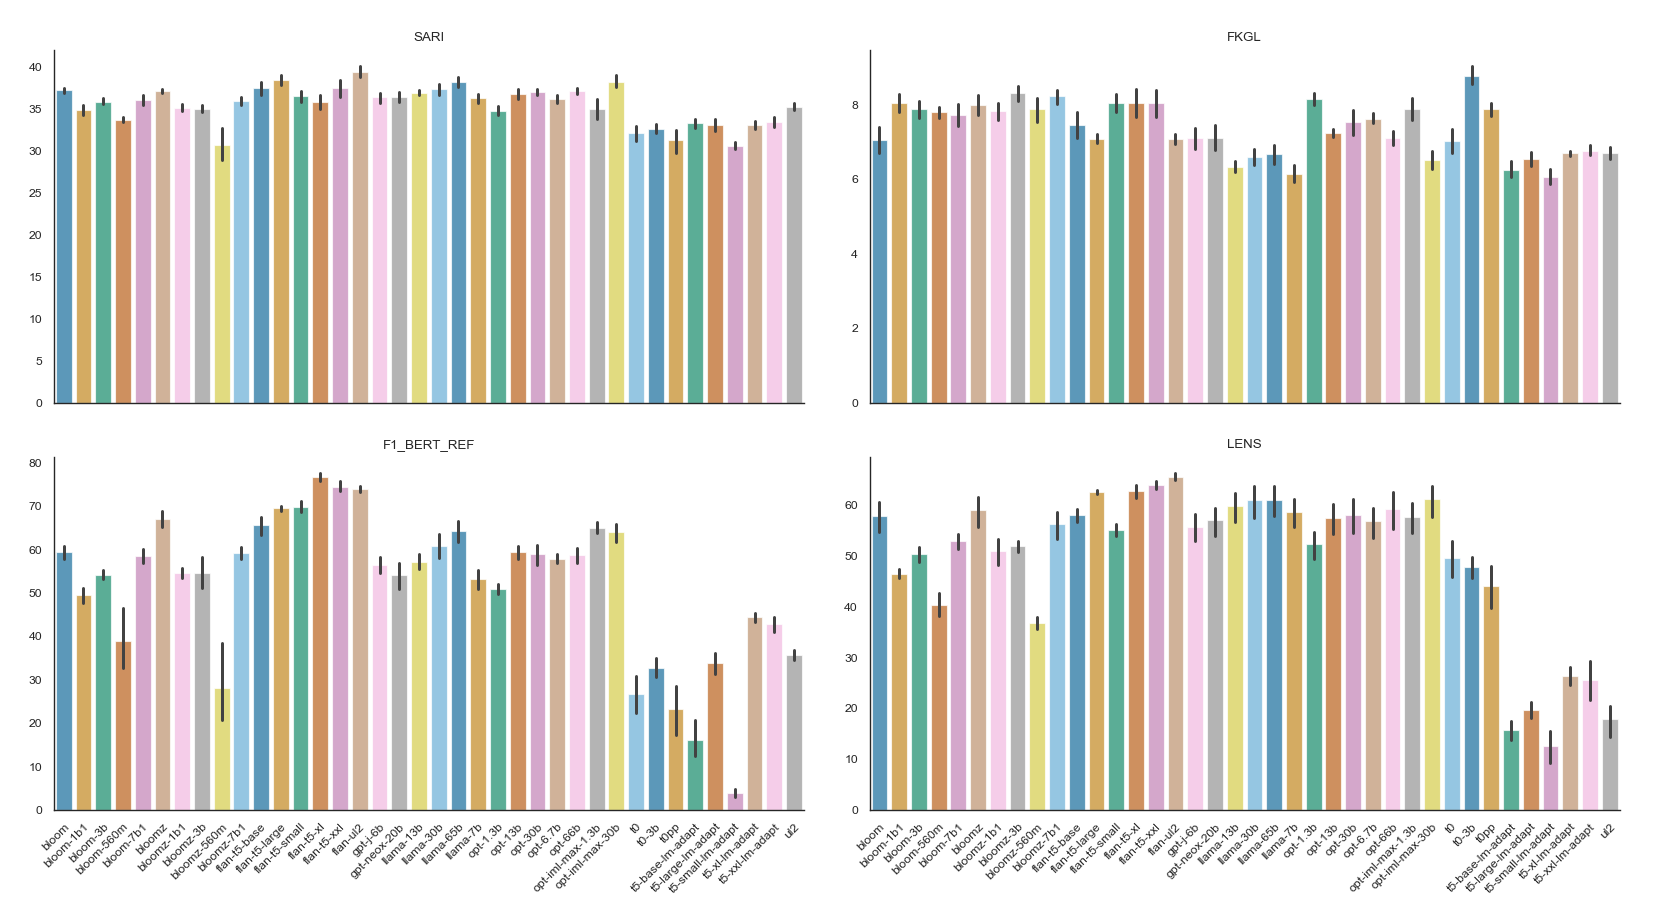 SARI
40
35
30
25
20
15
10
5
0
FKGL
8
6
4
2
0
F1_BERT_REF
80
70
60
50
40
30
20
10
0
bloom
bloom-1b1
bloom-3b
bloom-560m
bloom-7b1
bloomz
bloomz-1b1
bloomz-3b
bloomz-560m
bloomz-7b1
flan-t5-base
flan-t5-large
flan-t5-small
flan-t5-xl
flan-t5-xxl
flan-ul2
gpt-j-6b
gpt-neox-20b
llama-13b
llama-30b
llama-65b
llama-7b
opt-1.3b
opt-13b
opt-30b
opt-6.7b
opt-66b
opt-iml-max-1.3b
opt-iml-max-30b
t0
t0-3b
t0pp
t5-base-lm-adapt
t5-large-lm-adapt
t5-small-lm-adapt
t5-xl-lm-adapt
t5-xxl-lm-adapt
ul2
LENS
60
50
40
30
20
10
0
bloom
bloom-1b1
bloom-3b
bloom-560m
bloom-7b1
bloomz
bloomz-1b1
bloomz-3b
bloomz-560m
bloomz-7b1
flan-t5-base
flan-t5-large
flan-t5-small
flan-t5-xl
flan-t5-xxl
flan-ul2
gpt-j-6b
gpt-neox-20b
llama-13b
llama-30b
llama-65b
llama-7b
opt-1.3b
opt-13b
opt-30b
opt-6.7b
opt-66b
opt-iml-max-1.3b
opt-iml-max-30b
t0
t0-3b
t0pp
t5-base-lm-adapt
t5-large-lm-adapt
t5-small-lm-adapt
t5-xl-lm-adapt
t5-xxl-lm-adapt
ul2